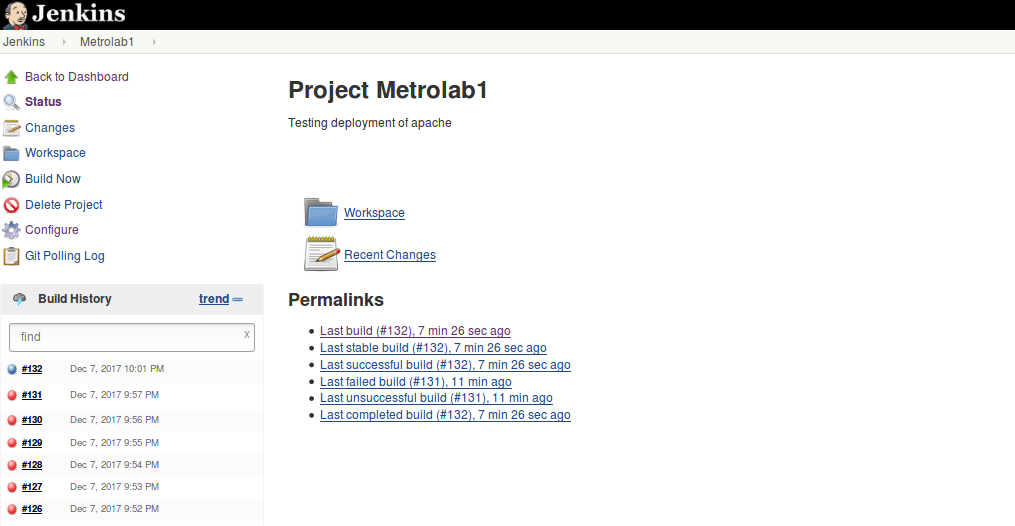 Jenkins
Jenkins Metrolab1
Back to Dashboard
Status
Changes
Workspace
Build Now
Delete Project
Configure
Git Polling Log
Build History trend
find x
#132 Dec 7, 2017 10:01 PM
#131 Dec 7, 2017 9:57 PM
#130 Dec 7, 2017 9:56 PM
#129 Dec 7, 2017 9:55 PM
#128 Dec 7, 2017 9:54 PM
#127 Dec 7, 2017 9:53 PM
#126 Dec 7, 2017 9:52 PM
Project Metrolab1
Testing deployment of apache
Workspace
Recent Changes
Permalinks
Last build (#132), 7 min 26 sec ago
Last stable build (#132), 7 min 26 sec ago
Last successful build (#132), 7 min 26 sec ago
Last failed build (#131), 11 min ago
Last unsuccessful build (#131), 11 min ago
Last completed build (#132), 7 min 26 sec ago